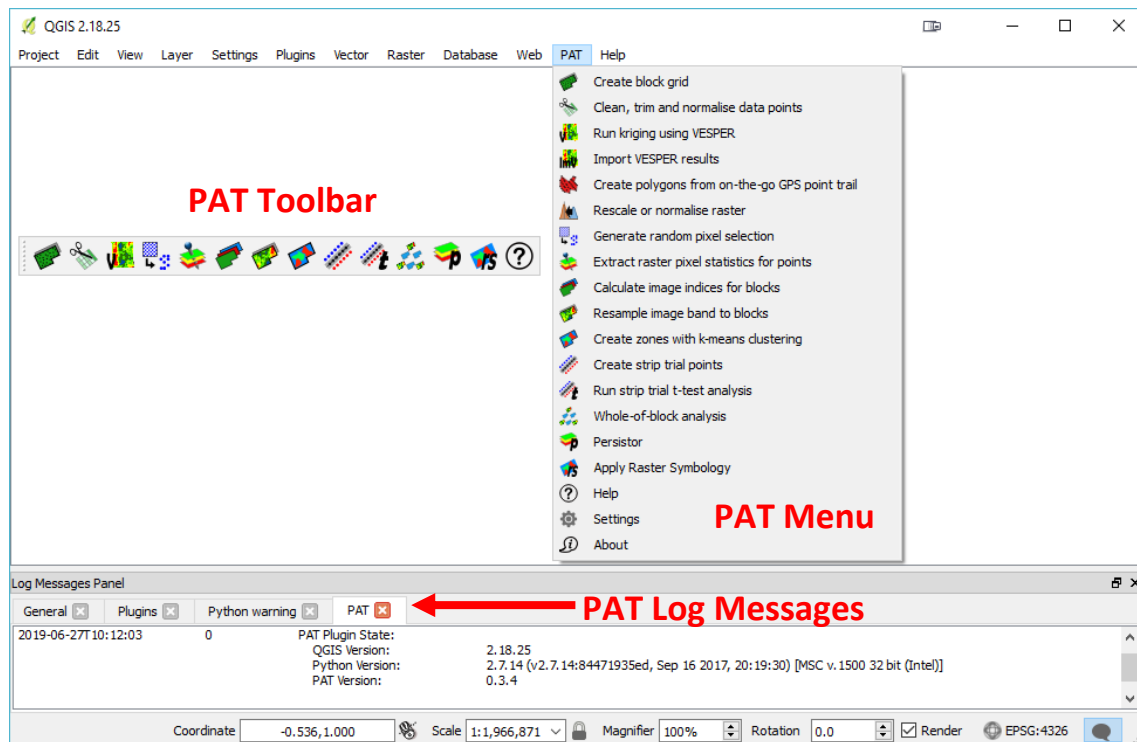 QGIS 2.18.25
Project Edit View Layer Settings Plugins Vector Raster Database Web PAT Help
Create block grid
Clean, trim and normalise data points
Run kriging using VESPER
Import VESPER results
Create polygons from on-the-go GPS point trail
Rescale or normalise raster
Generate random pixel selection
Extract raster pixel statistics for points
Calculate image indices for blocks
Resample image band to blocks
Create zones with k-means clustering
Create strip trial points
Run strip trial t-test analysis
Whole-of-block analysis
Persistor
Apply Raster Symbology
Help
Settings
About
PAT Toolbar
PAT Menu
Log Messages Panel
General Plugins Python warning PAT
PAT Log Messages
2019-06-27T10:12:03 0 PAT Plugin State:
QGIS Version: 2.18.25
Python Version: 2.7.14 (v2.7.14:84471935ed, Sep 16 2017, 20:19:30) [MSC v.1500 32 bit (Intel)]
PAT Version: 0.3.4
Coordinate -0.536,1.000 Scale 1:1,966,871 Magnifier 100% Rotation 0.0 Render EPSG:4326